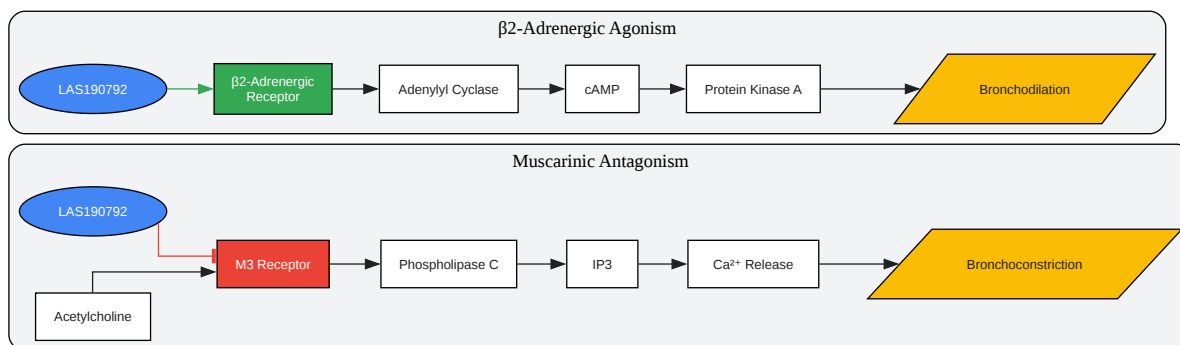 β2-Adrenergic Agonism
LAS190792
β2-Adrenergic
Receptor
Adenylyl Cyclase
cAMP
Protein Kinase A
Bronchodilation
Muscarinic Antagonism
LAS190792
M3 Receptor
Phospholipase C
IP3
Ca²⁺ Release
Bronchoconstriction
Acetylcholine